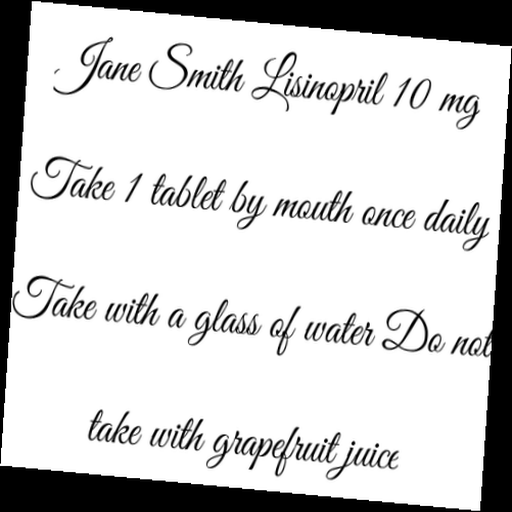 Jane Smith Lisinopril 10 mg
Take 1 tablet by mouth once daily
Take with a glass of water Do not
take with grapefruit juice